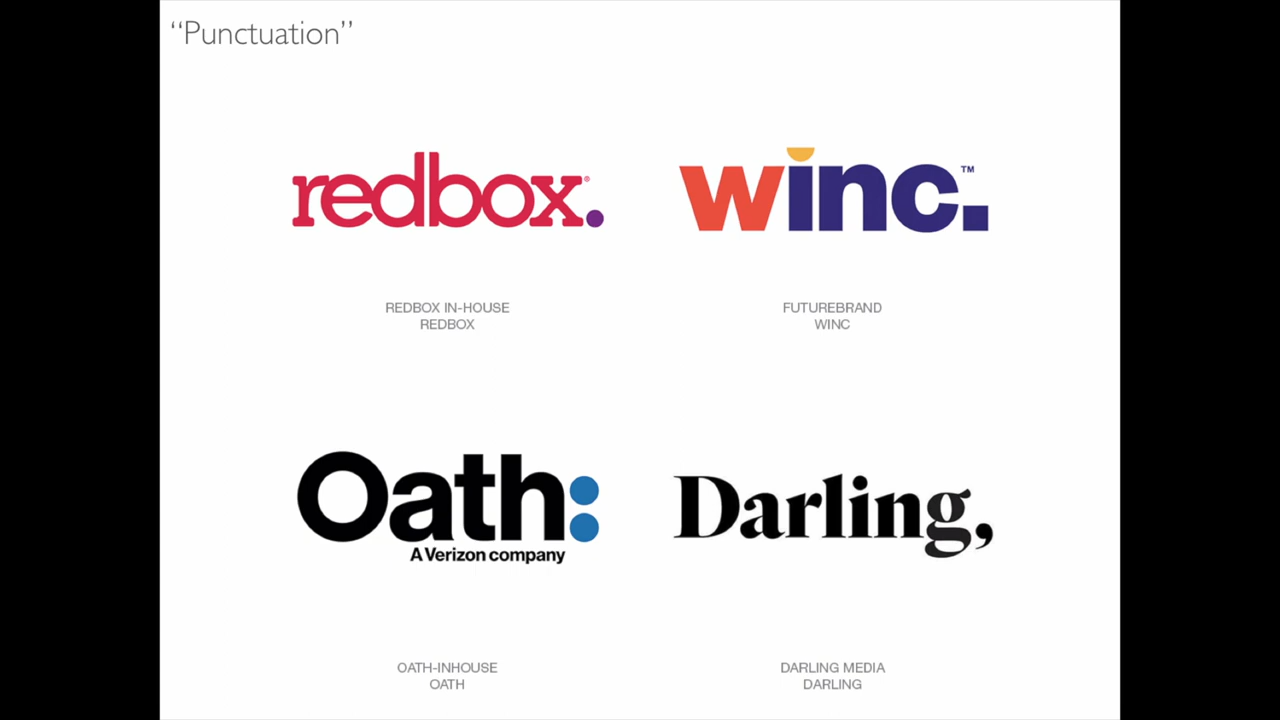 “Punctuation”
redbox.®
winc.™
REDBOX IN-HOUSE
REDBOX
FUTUREBRAND
WINC
Oath:
A Verizon company
Darling,
OATH-INHOUSE
OATH
DARLING MEDIA
DARLING